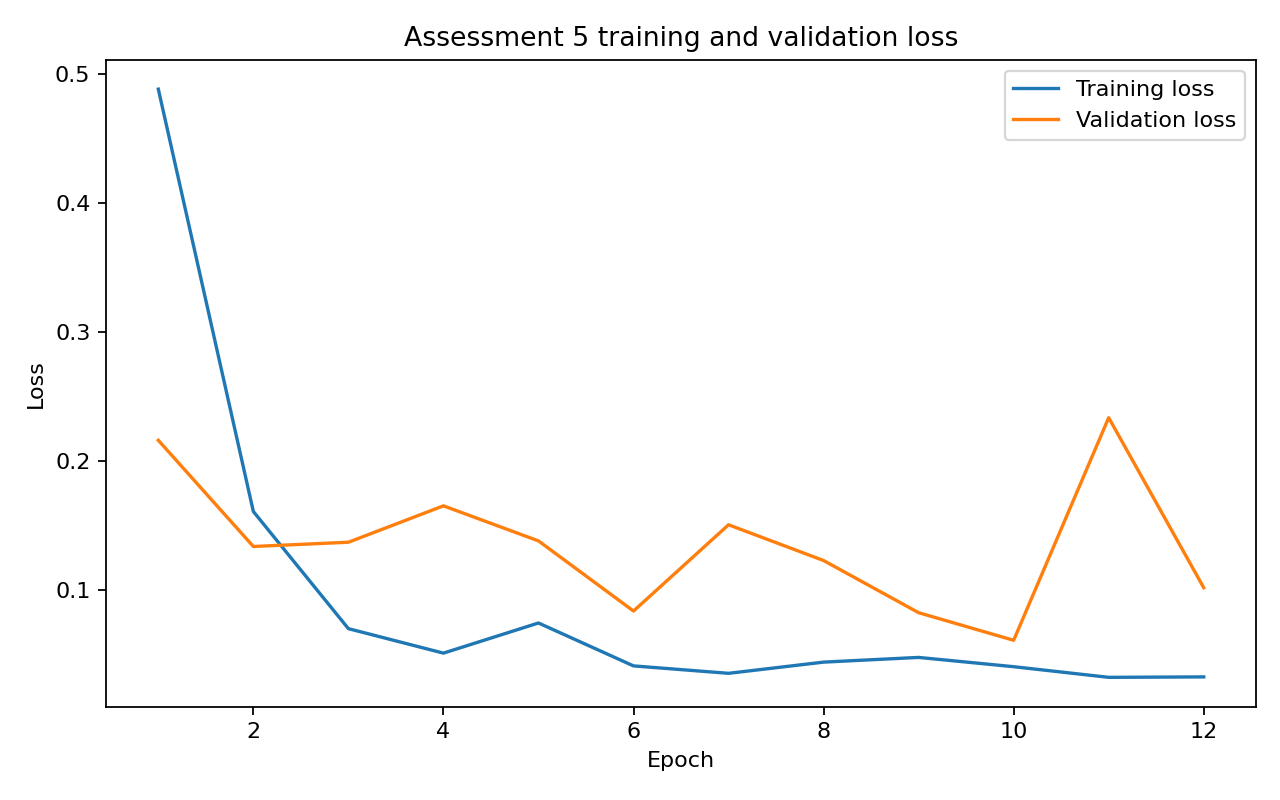 Assessment 5 training and validation loss
Training loss
Validation loss
0.5
0.4
0.3
0.2
0.1
Loss
2 4 6 8 10 12
Epoch